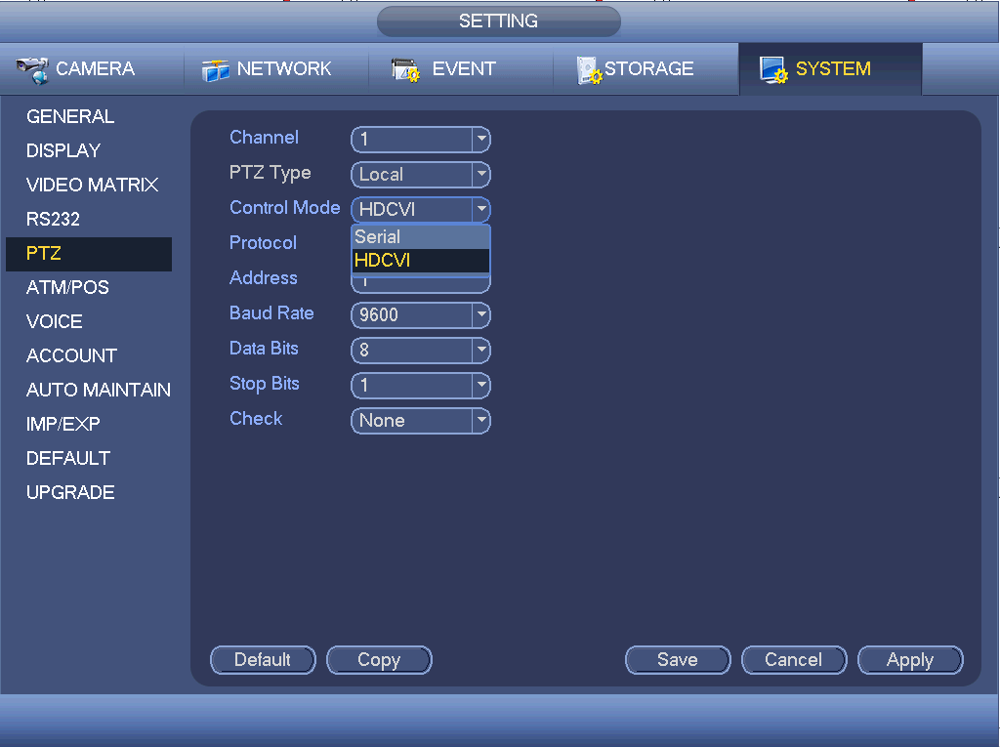 SETTING
CAMERA NETWORK EVENT STORAGE SYSTEM
GENERAL
DISPLAY
VIDEO MATRIX
RS232
PTZ
ATM/POS
VOICE
ACCOUNT
AUTO MAINTAIN
IMP/EXP
DEFAULT
UPGRADE
Channel 1
PTZ Type Local
Control Mode HDCVI
Serial
HDCVI
Protocol
Address 1
Baud Rate 9600
Data Bits 8
Stop Bits 1
Check None
Default Copy Save Cancel Apply